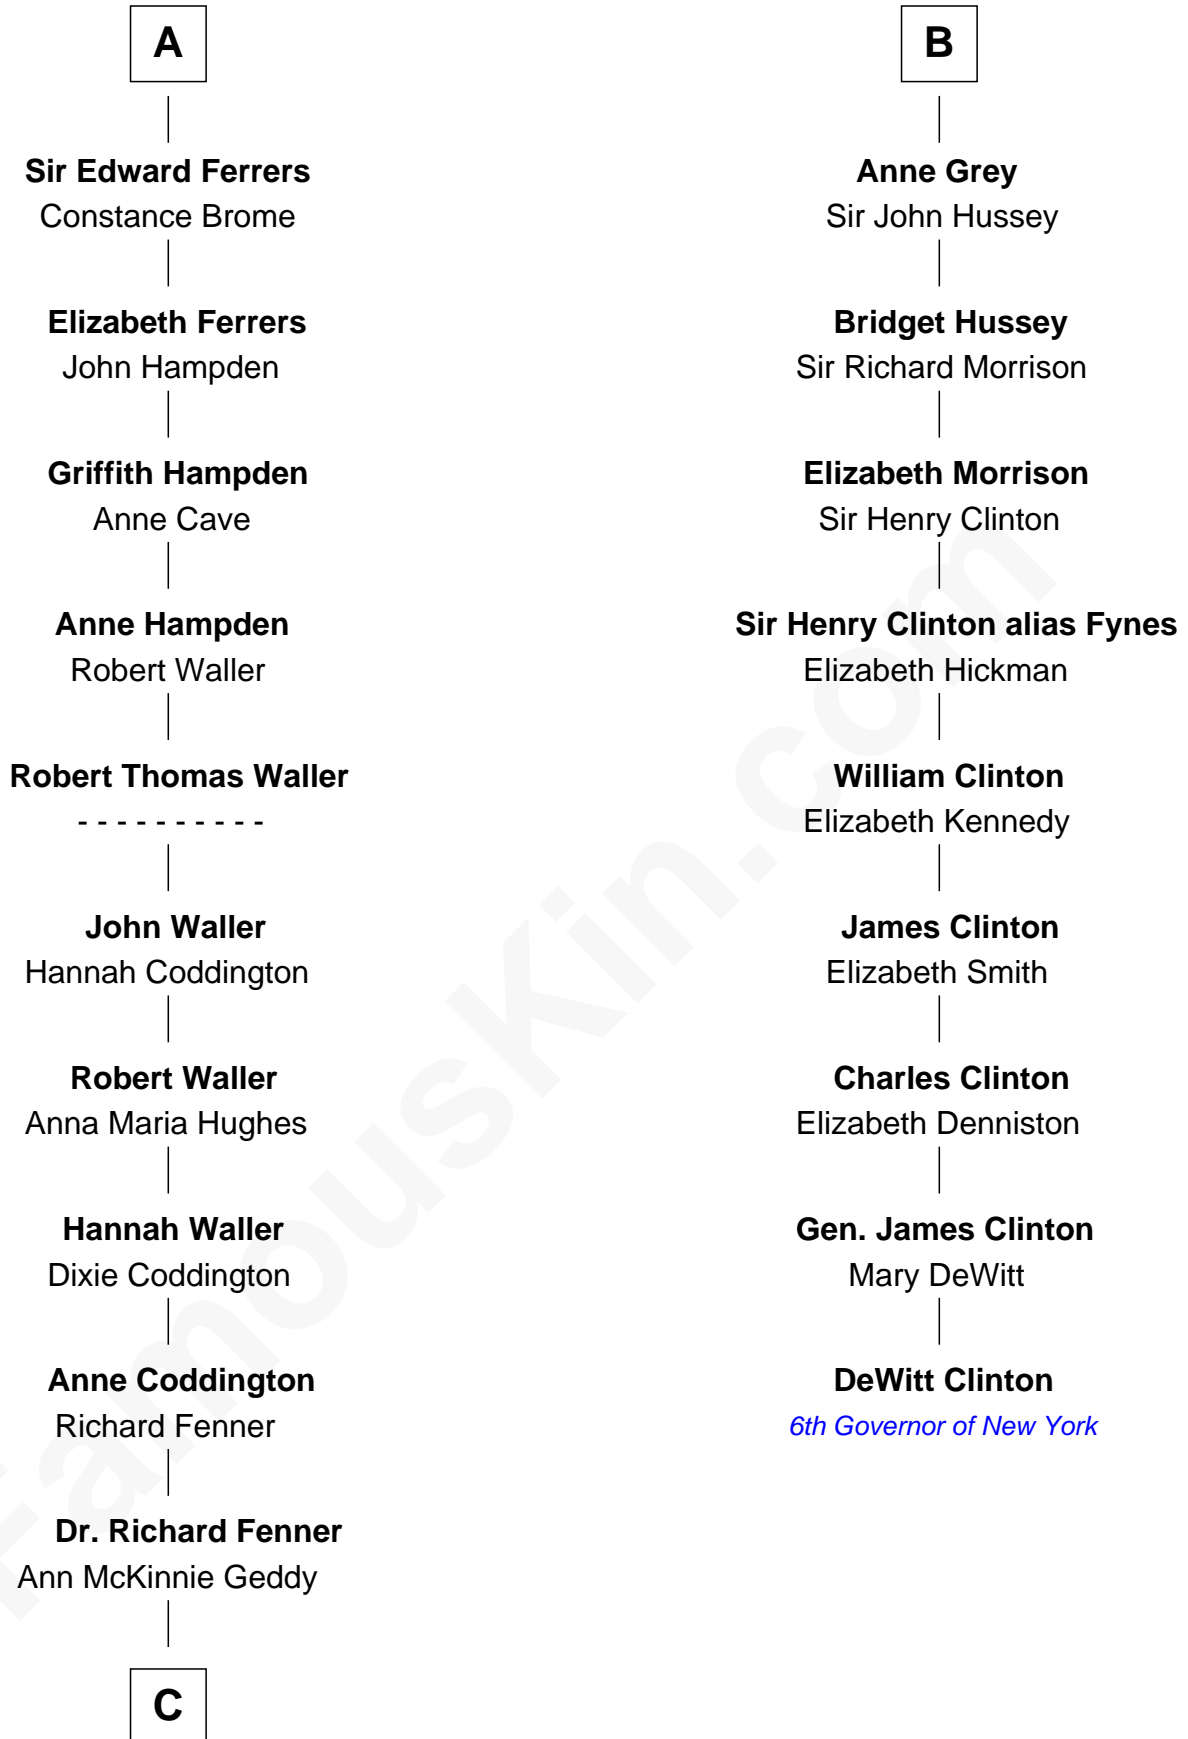 A
Sir Edward Ferrers
Constance Brome
Elizabeth Ferrers
John Hampden
Griffith Hampden
Anne Cave
Anne Hampden
Robert Waller
Robert Thomas Waller
- - - - - - - - - -
John Waller
Hannah Coddington
Robert Waller
Anna Maria Hughes
Hannah Waller
Dixie Coddington
Anne Coddington
Richard Fenner
Dr. Richard Fenner
Ann McKinnie Geddy
C
B
Anne Grey
Sir John Hussey
Bridget Hussey
Sir Richard Morrison
Elizabeth Morrison
Sir Henry Clinton
Sir Henry Clinton alias Fynes
Elizabeth Hickman
William Clinton
Elizabeth Kennedy
James Clinton
Elizabeth Smith
Charles Clinton
Elizabeth Denniston
Gen. James Clinton
Mary DeWitt
DeWitt Clinton
6th Governor of New York
FamousKin.com